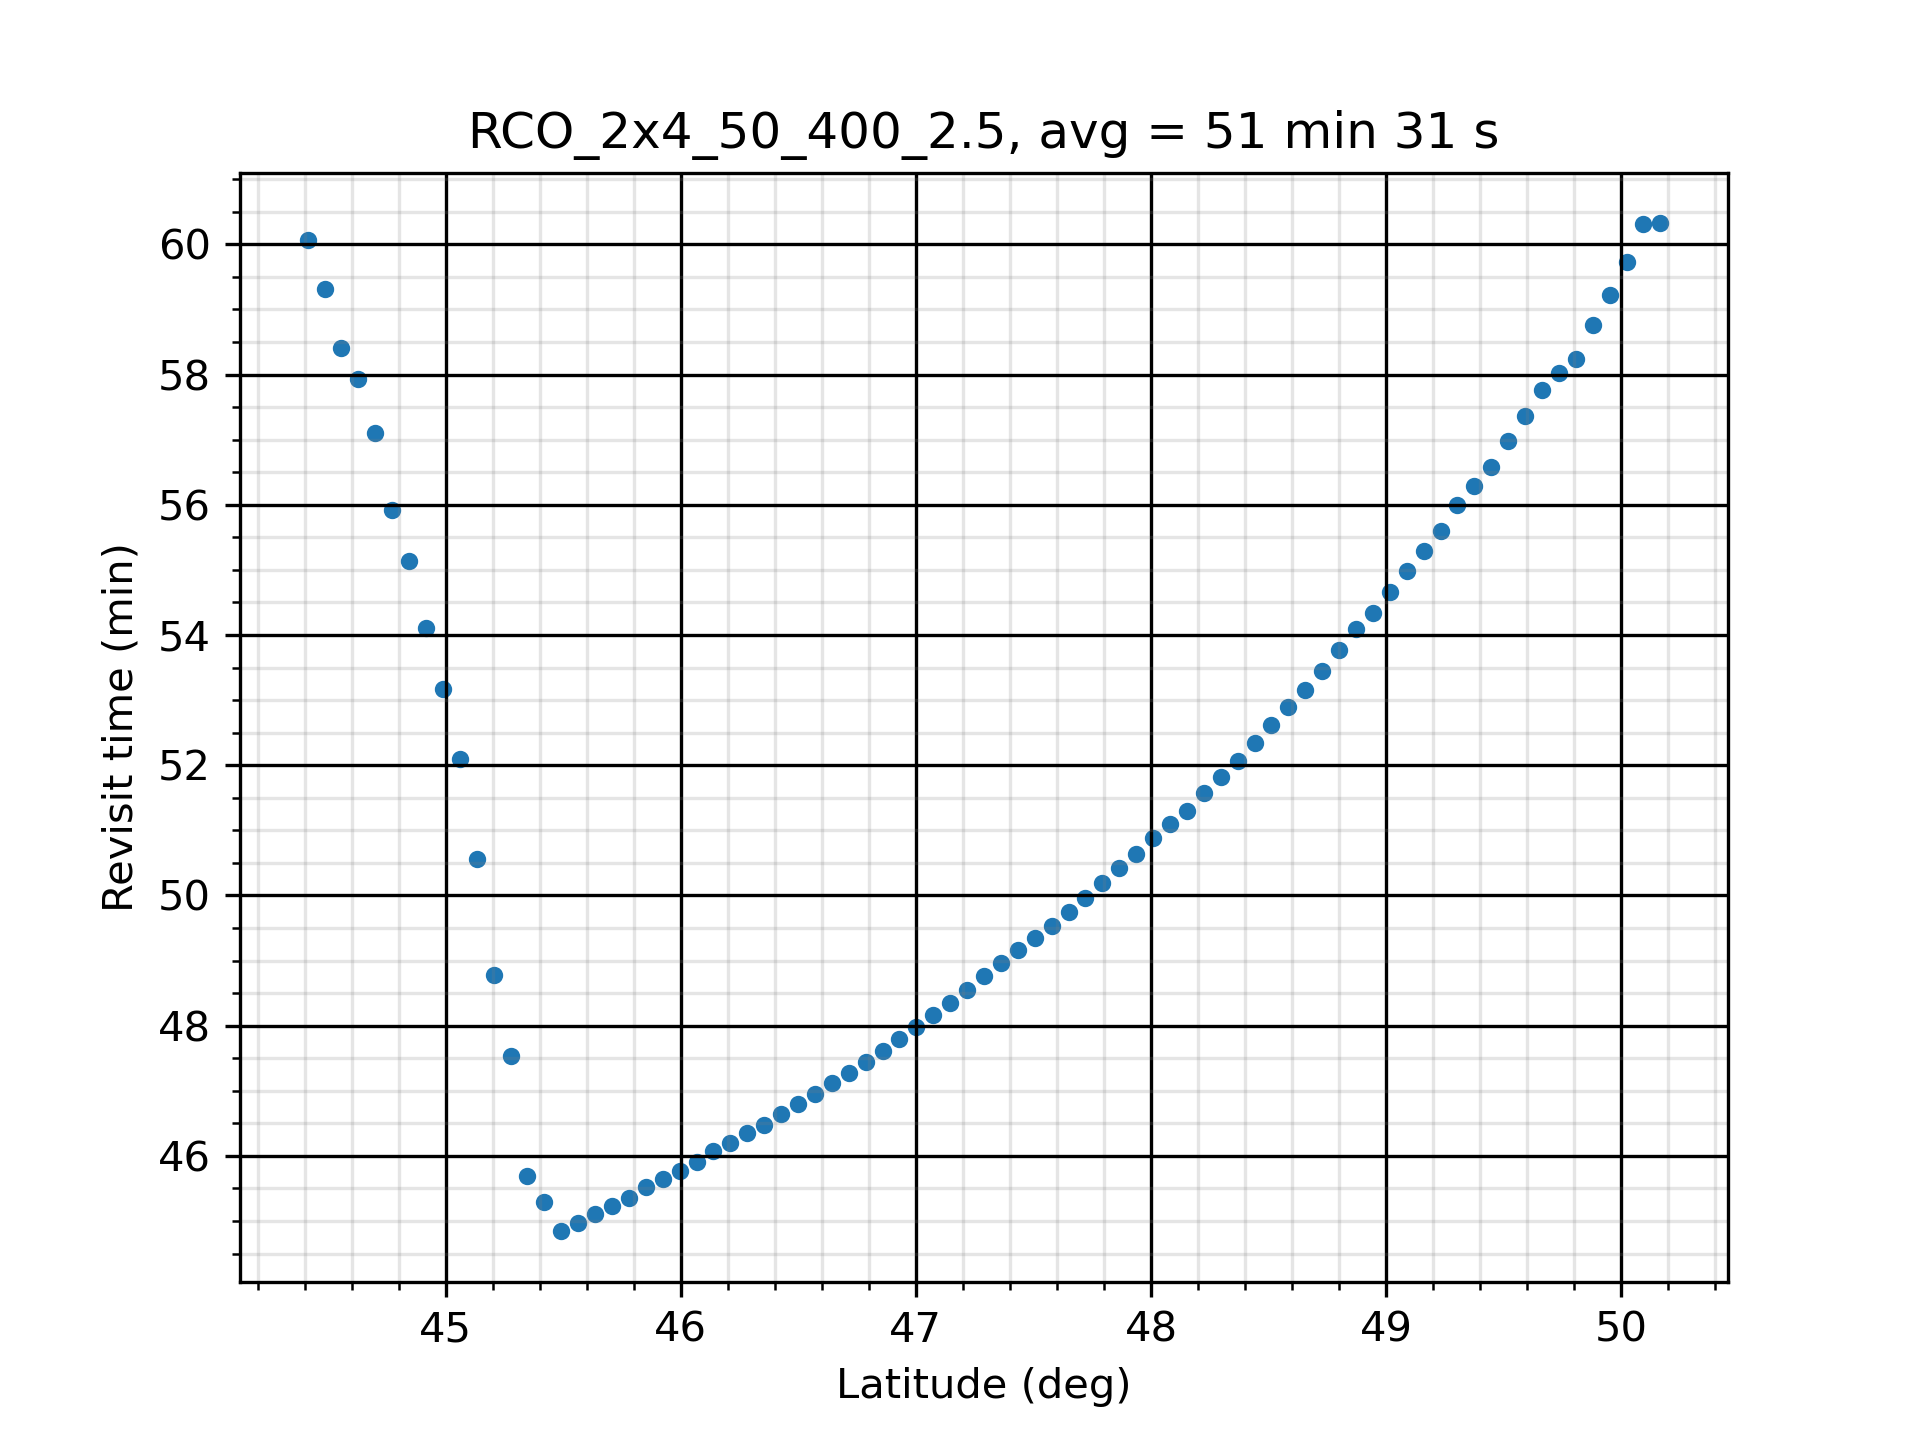 RCO_2x4_50_400_2.5, avg = 51 min 31 s
Revisit time (min)
60
58
56
54
52
50
48
46
45 46 47 48 49 50
Latitude (deg)